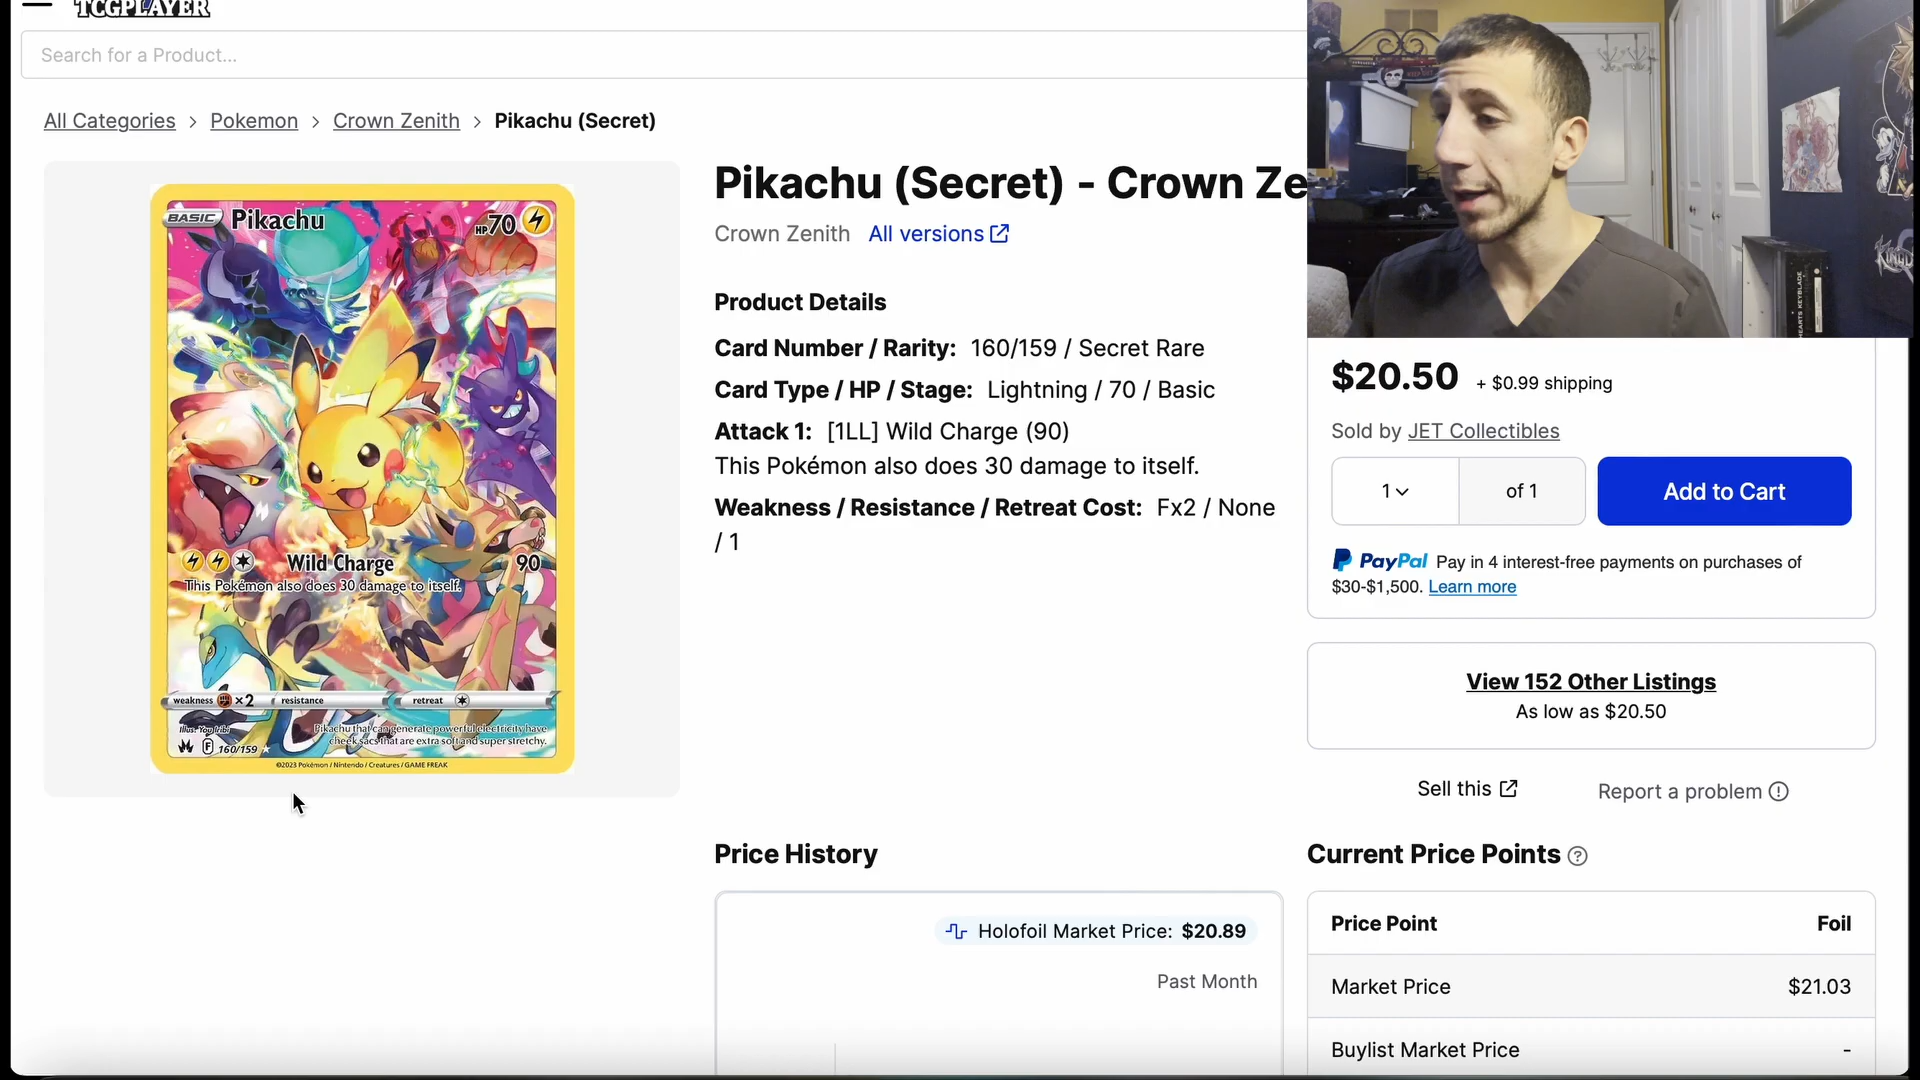 TCGPLAYER
Search for a Product...
All Categories > Pokemon > Crown Zenith > Pikachu (Secret)
BASIC Pikachu HP 70
Wild Charge 90
This Pokémon also does 30 damage to itself.
weakness ×2 resistance retreat
Pikachu that can generate powerful electricity have
cheek sacs that are extra soft and super stretchy.
F 160/159
©2023 Pokémon / Nintendo / Creatures / GAME FREAK
Pikachu (Secret) - Crown Ze
Crown Zenith All versions
Product Details
Card Number / Rarity: 160/159 / Secret Rare
Card Type / HP / Stage: Lightning / 70 / Basic
Attack 1: [1LL] Wild Charge (90)
This Pokémon also does 30 damage to itself.
Weakness / Resistance / Retreat Cost: Fx2 / None
/ 1
$20.50 + $0.99 shipping
Sold by JET Collectibles
1 of 1
Add to Cart
PayPal Pay in 4 interest-free payments on purchases of
$30-$1,500. Learn more
View 152 Other Listings
As low as $20.50
Sell this
Report a problem
Price History
Holofoil Market Price: $20.89
Past Month
Current Price Points
Price Point Foil
Market Price $21.03
Buylist Market Price -